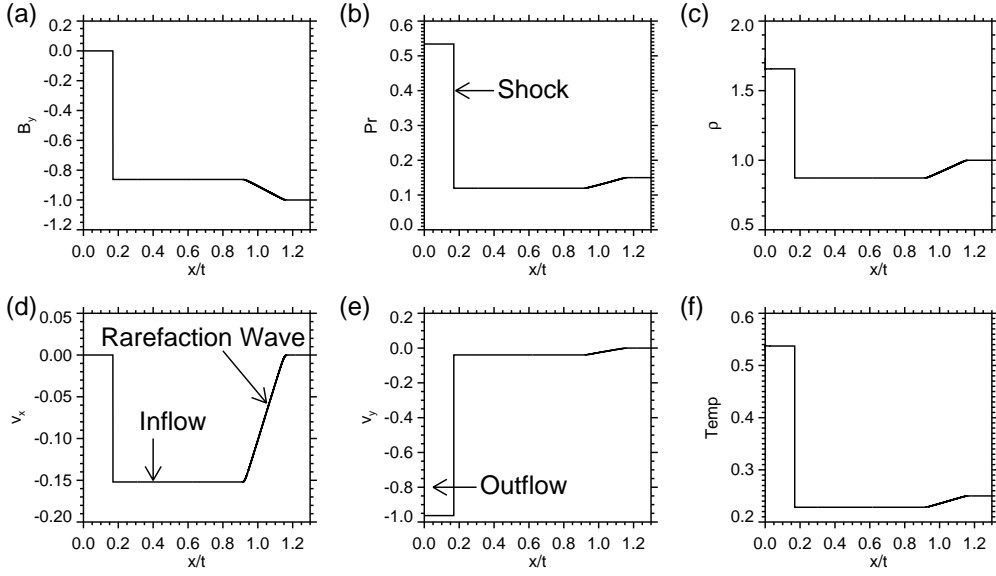 (a) (b) (c)
0.0 -0.2 -0.4 -0.6 -0.8 -1.0 -1.2
B_y
0.0 0.2 0.4 0.6 0.8 1.0 1.2
x/t
0.6 0.5 0.4 0.3 0.2 0.1 0.0
Pr
Shock
0.0 0.2 0.4 0.6 0.8 1.0 1.2
x/t
2.0 1.5 1.0 0.5
ρ
0.0 0.2 0.4 0.6 0.8 1.0 1.2
x/t
(d) (e) (f)
0.05 0.00 -0.05 -0.10 -0.15 -0.20
v_x
Rarefaction Wave
Inflow
0.0 0.2 0.4 0.6 0.8 1.0 1.2
x/t
0.2 0.0 -0.2 -0.4 -0.6 -0.8 -1.0
v_y
Outflow
0.0 0.2 0.4 0.6 0.8 1.0 1.2
x/t
0.6 0.5 0.4 0.3 0.2
Temp
0.0 0.2 0.4 0.6 0.8 1.0 1.2
x/t